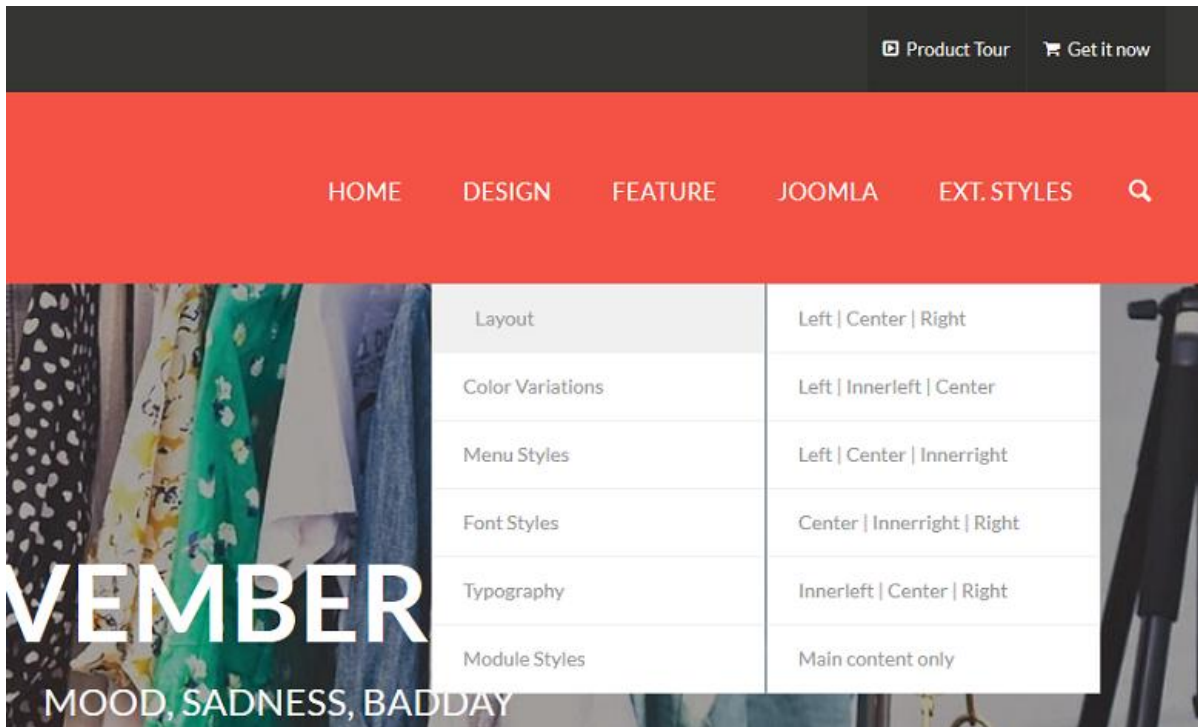 Product Tour
Get it now
HOME DESIGN FEATURE JOOMLA EXT. STYLES
Layout
Color Variations
Menu Styles
Font Styles
Typography
Module Styles
Left | Center | Right
Left | Innerleft | Center
Left | Center | Innerright
Center | Innerright | Right
Innerleft | Center | Right
Main content only
VEMBER
MOOD, SADNESS, BADDAY